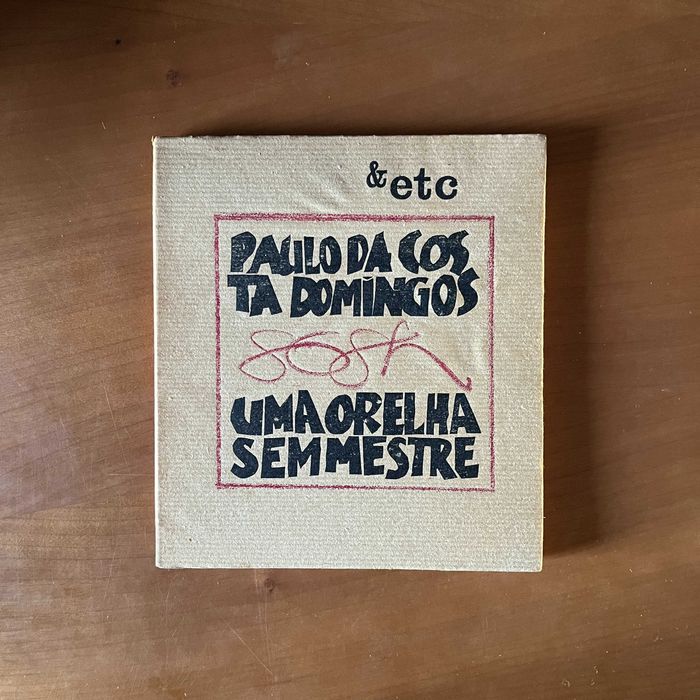 & etc
PAULO DA COS
TA DOMINGOS
UMA ORELHA
SEM MESTRE